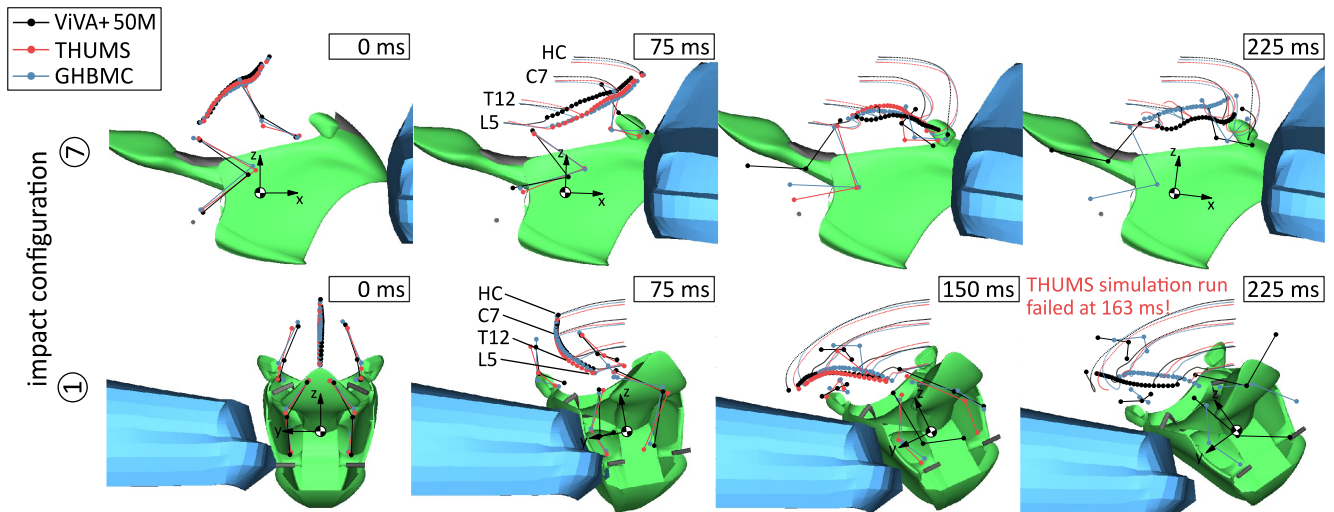 ViVA+ 50M
THUMS
GHBMC
0 ms
75 ms
225 ms
HC
C7
T12
L5
z
x
z
x
z
x
z
x
impact configuration
7
1
0 ms
75 ms
150 ms
THUMS simulation run
failed at 163 ms!
225 ms
HC
C7
T12
L5
z
y
z
y
z
y
z
y